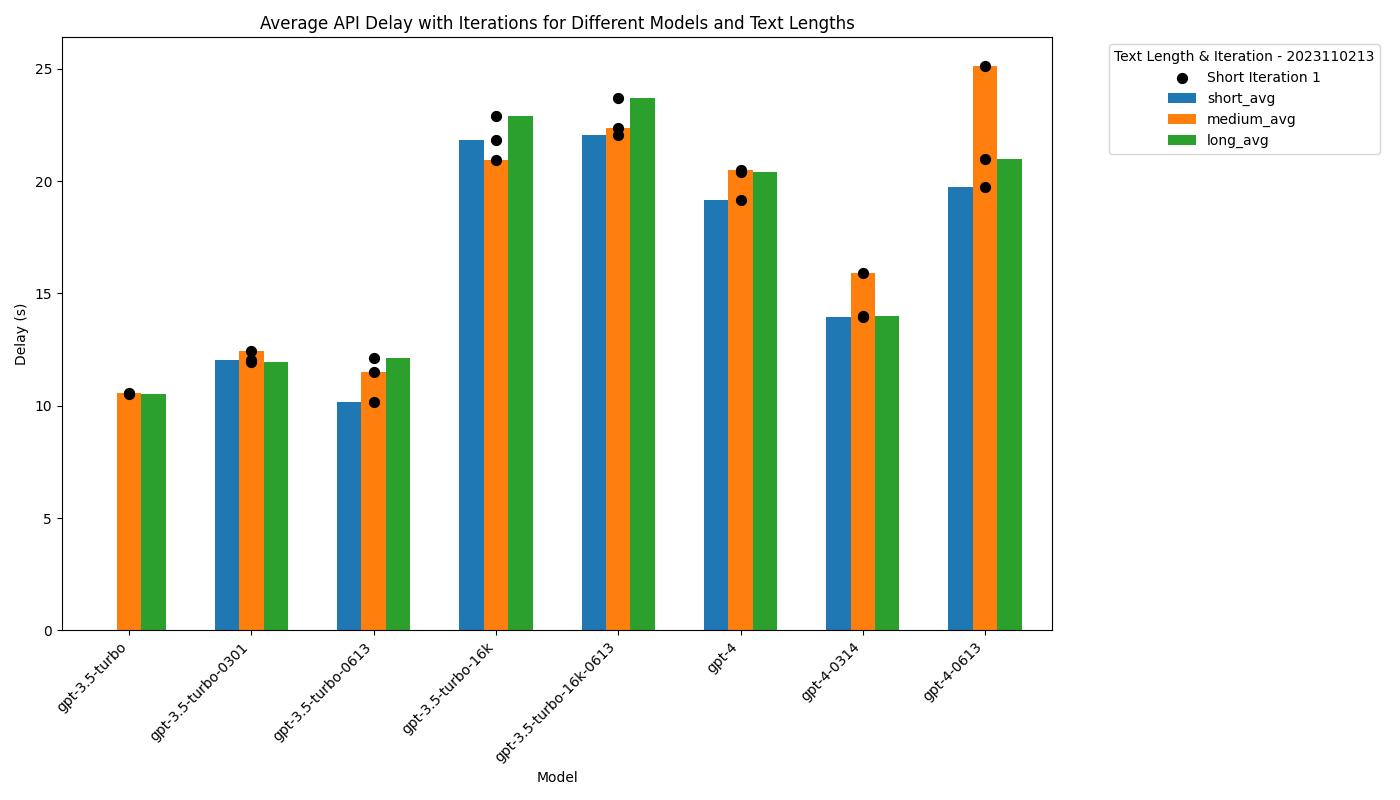 Average API Delay with Iterations for Different Models and Text Lengths
Text Length & Iteration - 2023110213
Short Iteration 1
short_avg
medium_avg
long_avg
Delay (s)
25
20
15
10
5
0
gpt-3.5-turbo
gpt-3.5-turbo-0301
gpt-3.5-turbo-0613
gpt-3.5-turbo-16k
gpt-3.5-turbo-16k-0613
gpt-4
gpt-4-0314
gpt-4-0613
Model